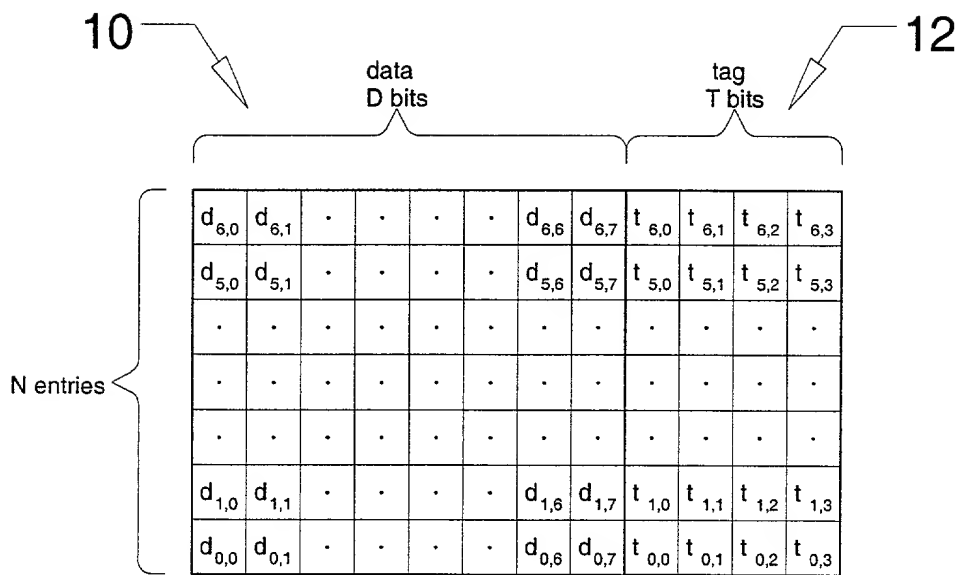 10
12
data
D bits
tag
T bits
N entries
d6,0 d6,1 · · · · d6,6 d6,7 t6,0 t6,1 t6,2 t6,3
d5,0 d5,1 · · · · d5,6 d5,7 t5,0 t5,1 t5,2 t5,3
· · · · · · · · · · · ·
· · · · · · · · · · · ·
· · · · · · · · · · · ·
d1,0 d1,1 · · · · d1,6 d1,7 t1,0 t1,1 t1,2 t1,3
d0,0 d0,1 · · · · d0,6 d0,7 t0,0 t0,1 t0,2 t0,3